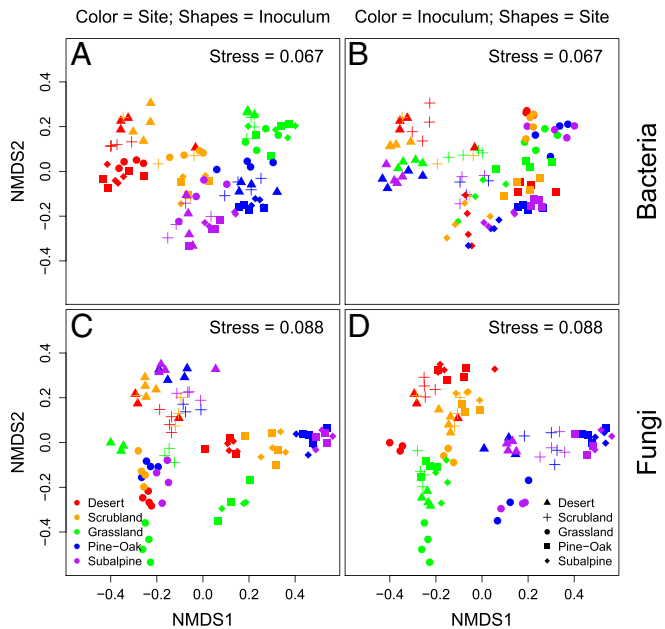 Color = Site; Shapes = Inoculum
Color = Inoculum; Shapes = Site
A
Stress = 0.067
B
Stress = 0.067
NMDS2
0.4
0.2
0.0
−0.2
−0.4
Bacteria
C
Stress = 0.088
D
Stress = 0.088
NMDS2
0.4
0.2
0.0
−0.2
−0.4
Fungi
Desert
Scrubland
Grassland
Pine−Oak
Subalpine
Desert
Scrubland
Grassland
Pine−Oak
Subalpine
−0.4 −0.2 0.0 0.2 0.4
−0.4 −0.2 0.0 0.2 0.4
NMDS1
NMDS1